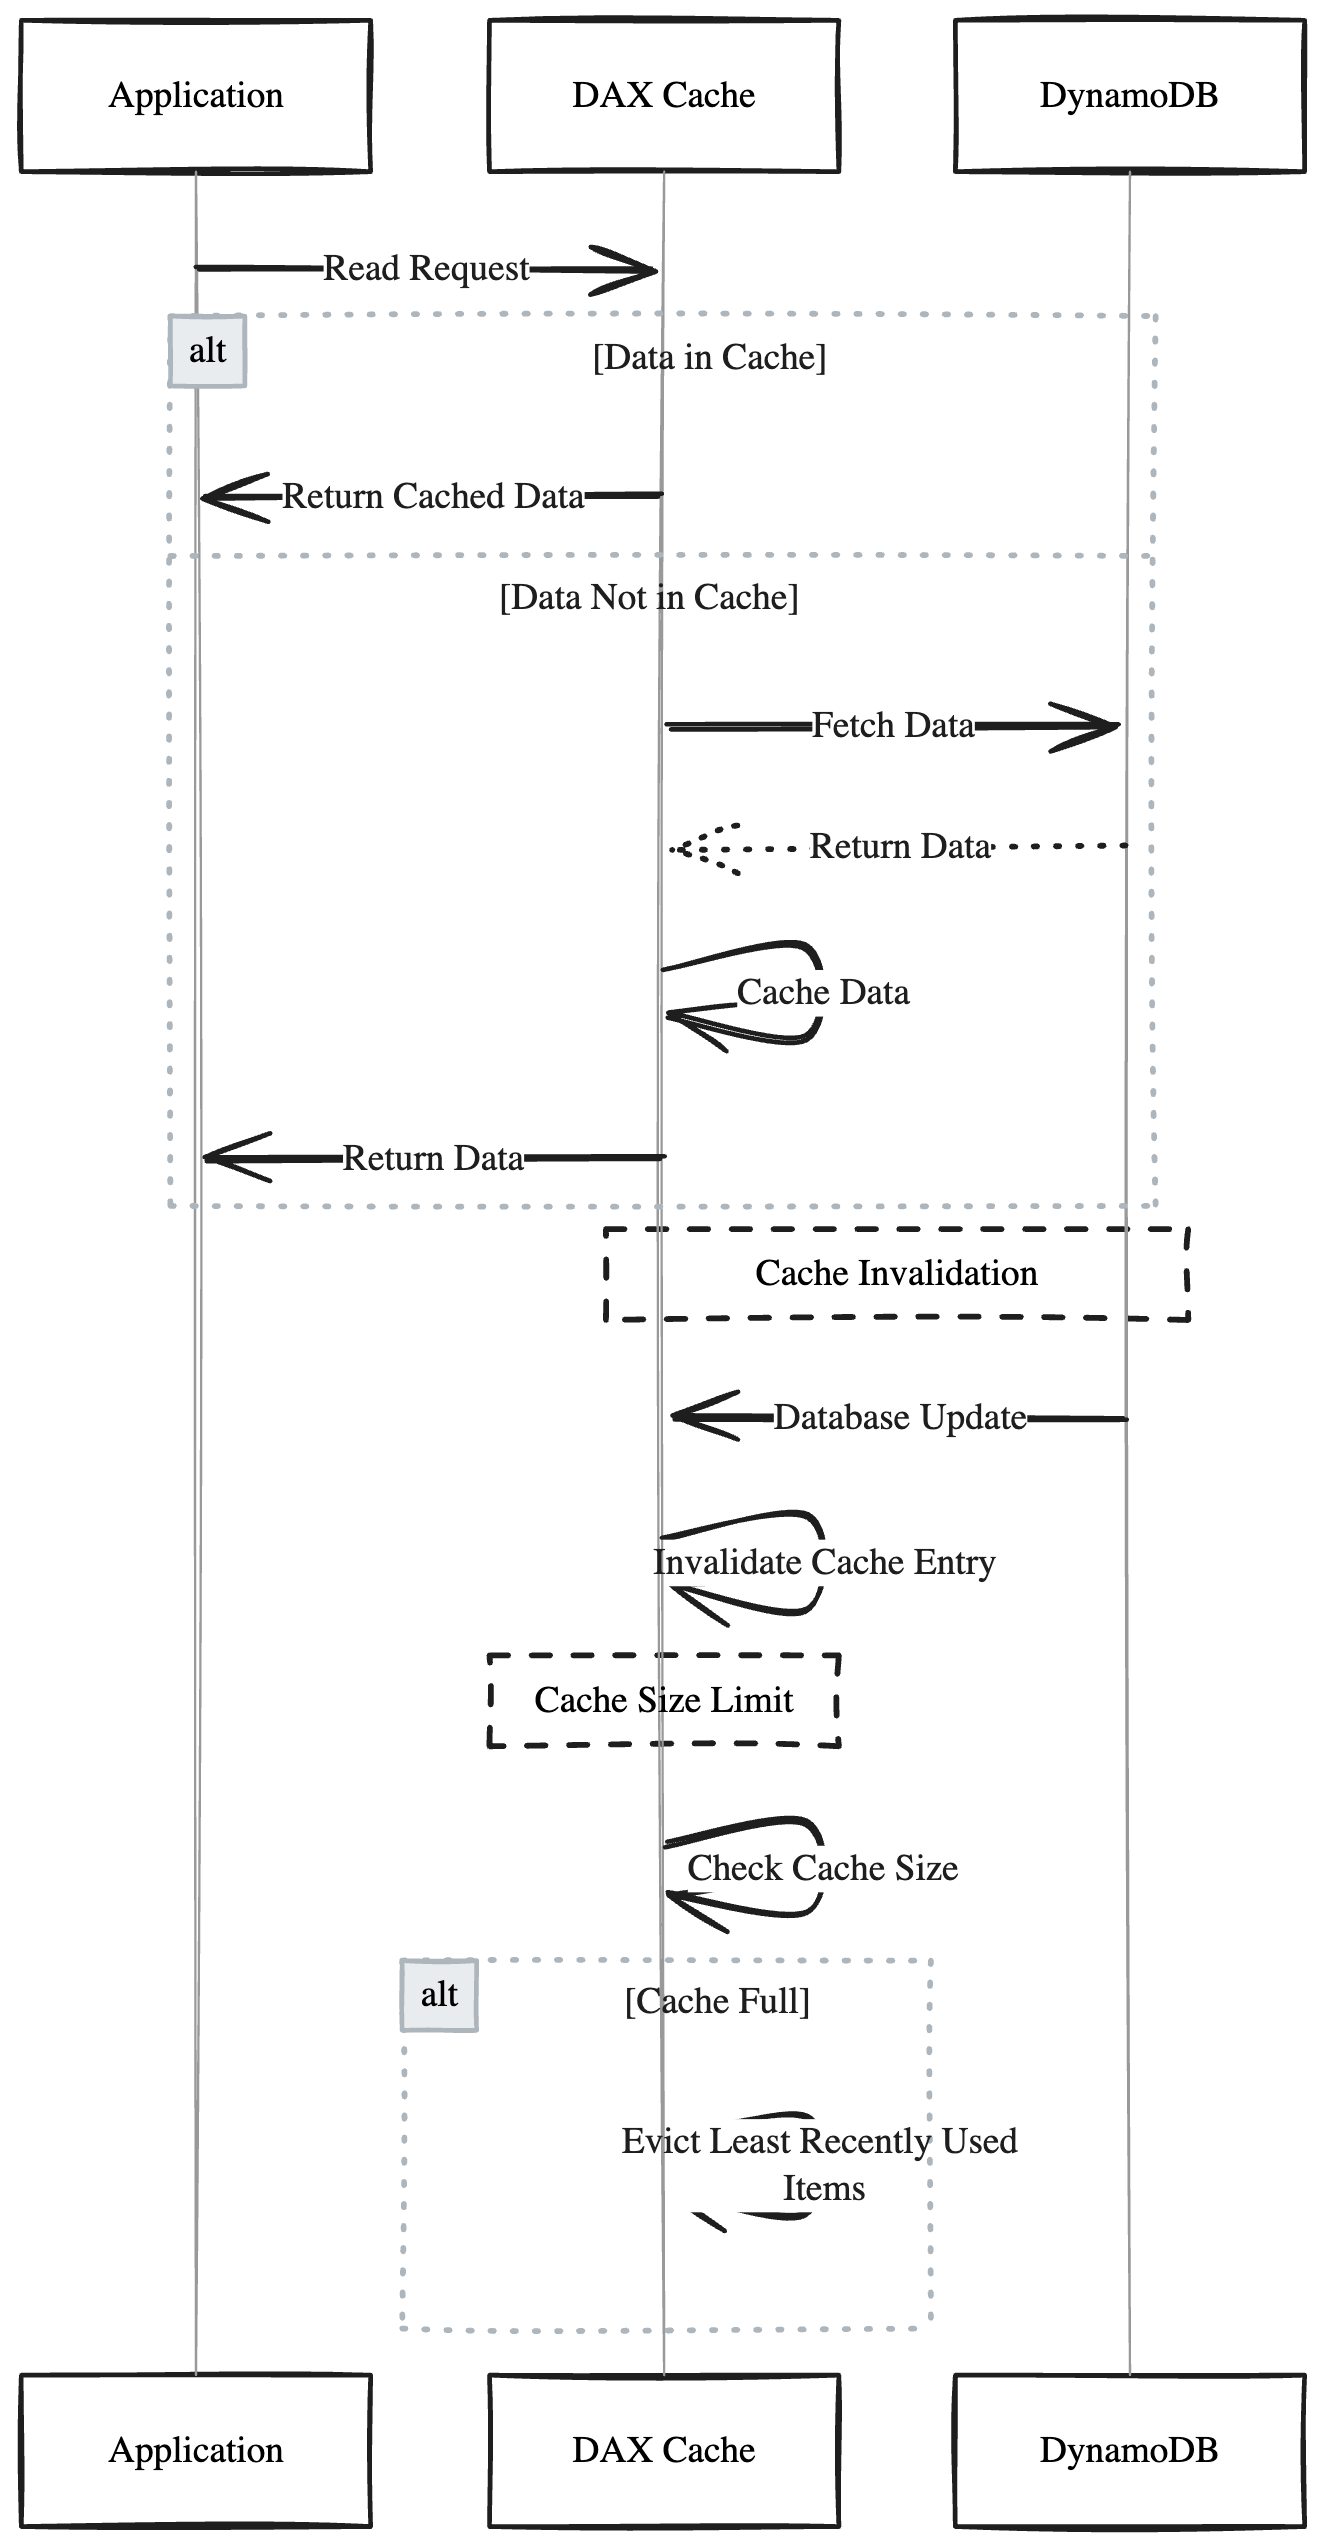 Application
DAX Cache
DynamoDB
Read Request
alt
[Data in Cache]
Return Cached Data
[Data Not in Cache]
Fetch Data
Return Data
Cache Data
Return Data
Cache Invalidation
Database Update
Invalidate Cache Entry
Cache Size Limit
Check Cache Size
alt
[Cache Full]
Evict Least Recently Used
Items
Application
DAX Cache
DynamoDB